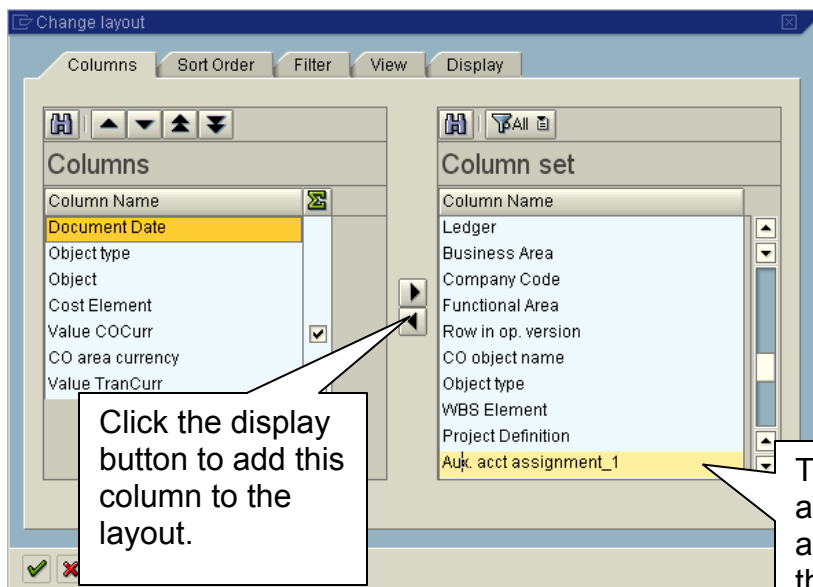 Change layout
Columns Sort Order Filter View Display
All
Columns
Column Name
Document Date
Object type
Object
Cost Element
Value COCurr
CO area currency
Value TranCurr
Column set
Column Name
Ledger
Business Area
Company Code
Functional Area
Row in op. version
CO object name
Object type
WBS Element
Project Definition
Aux. acct assignment_1
Click the display
button to add this
column to the
layout.